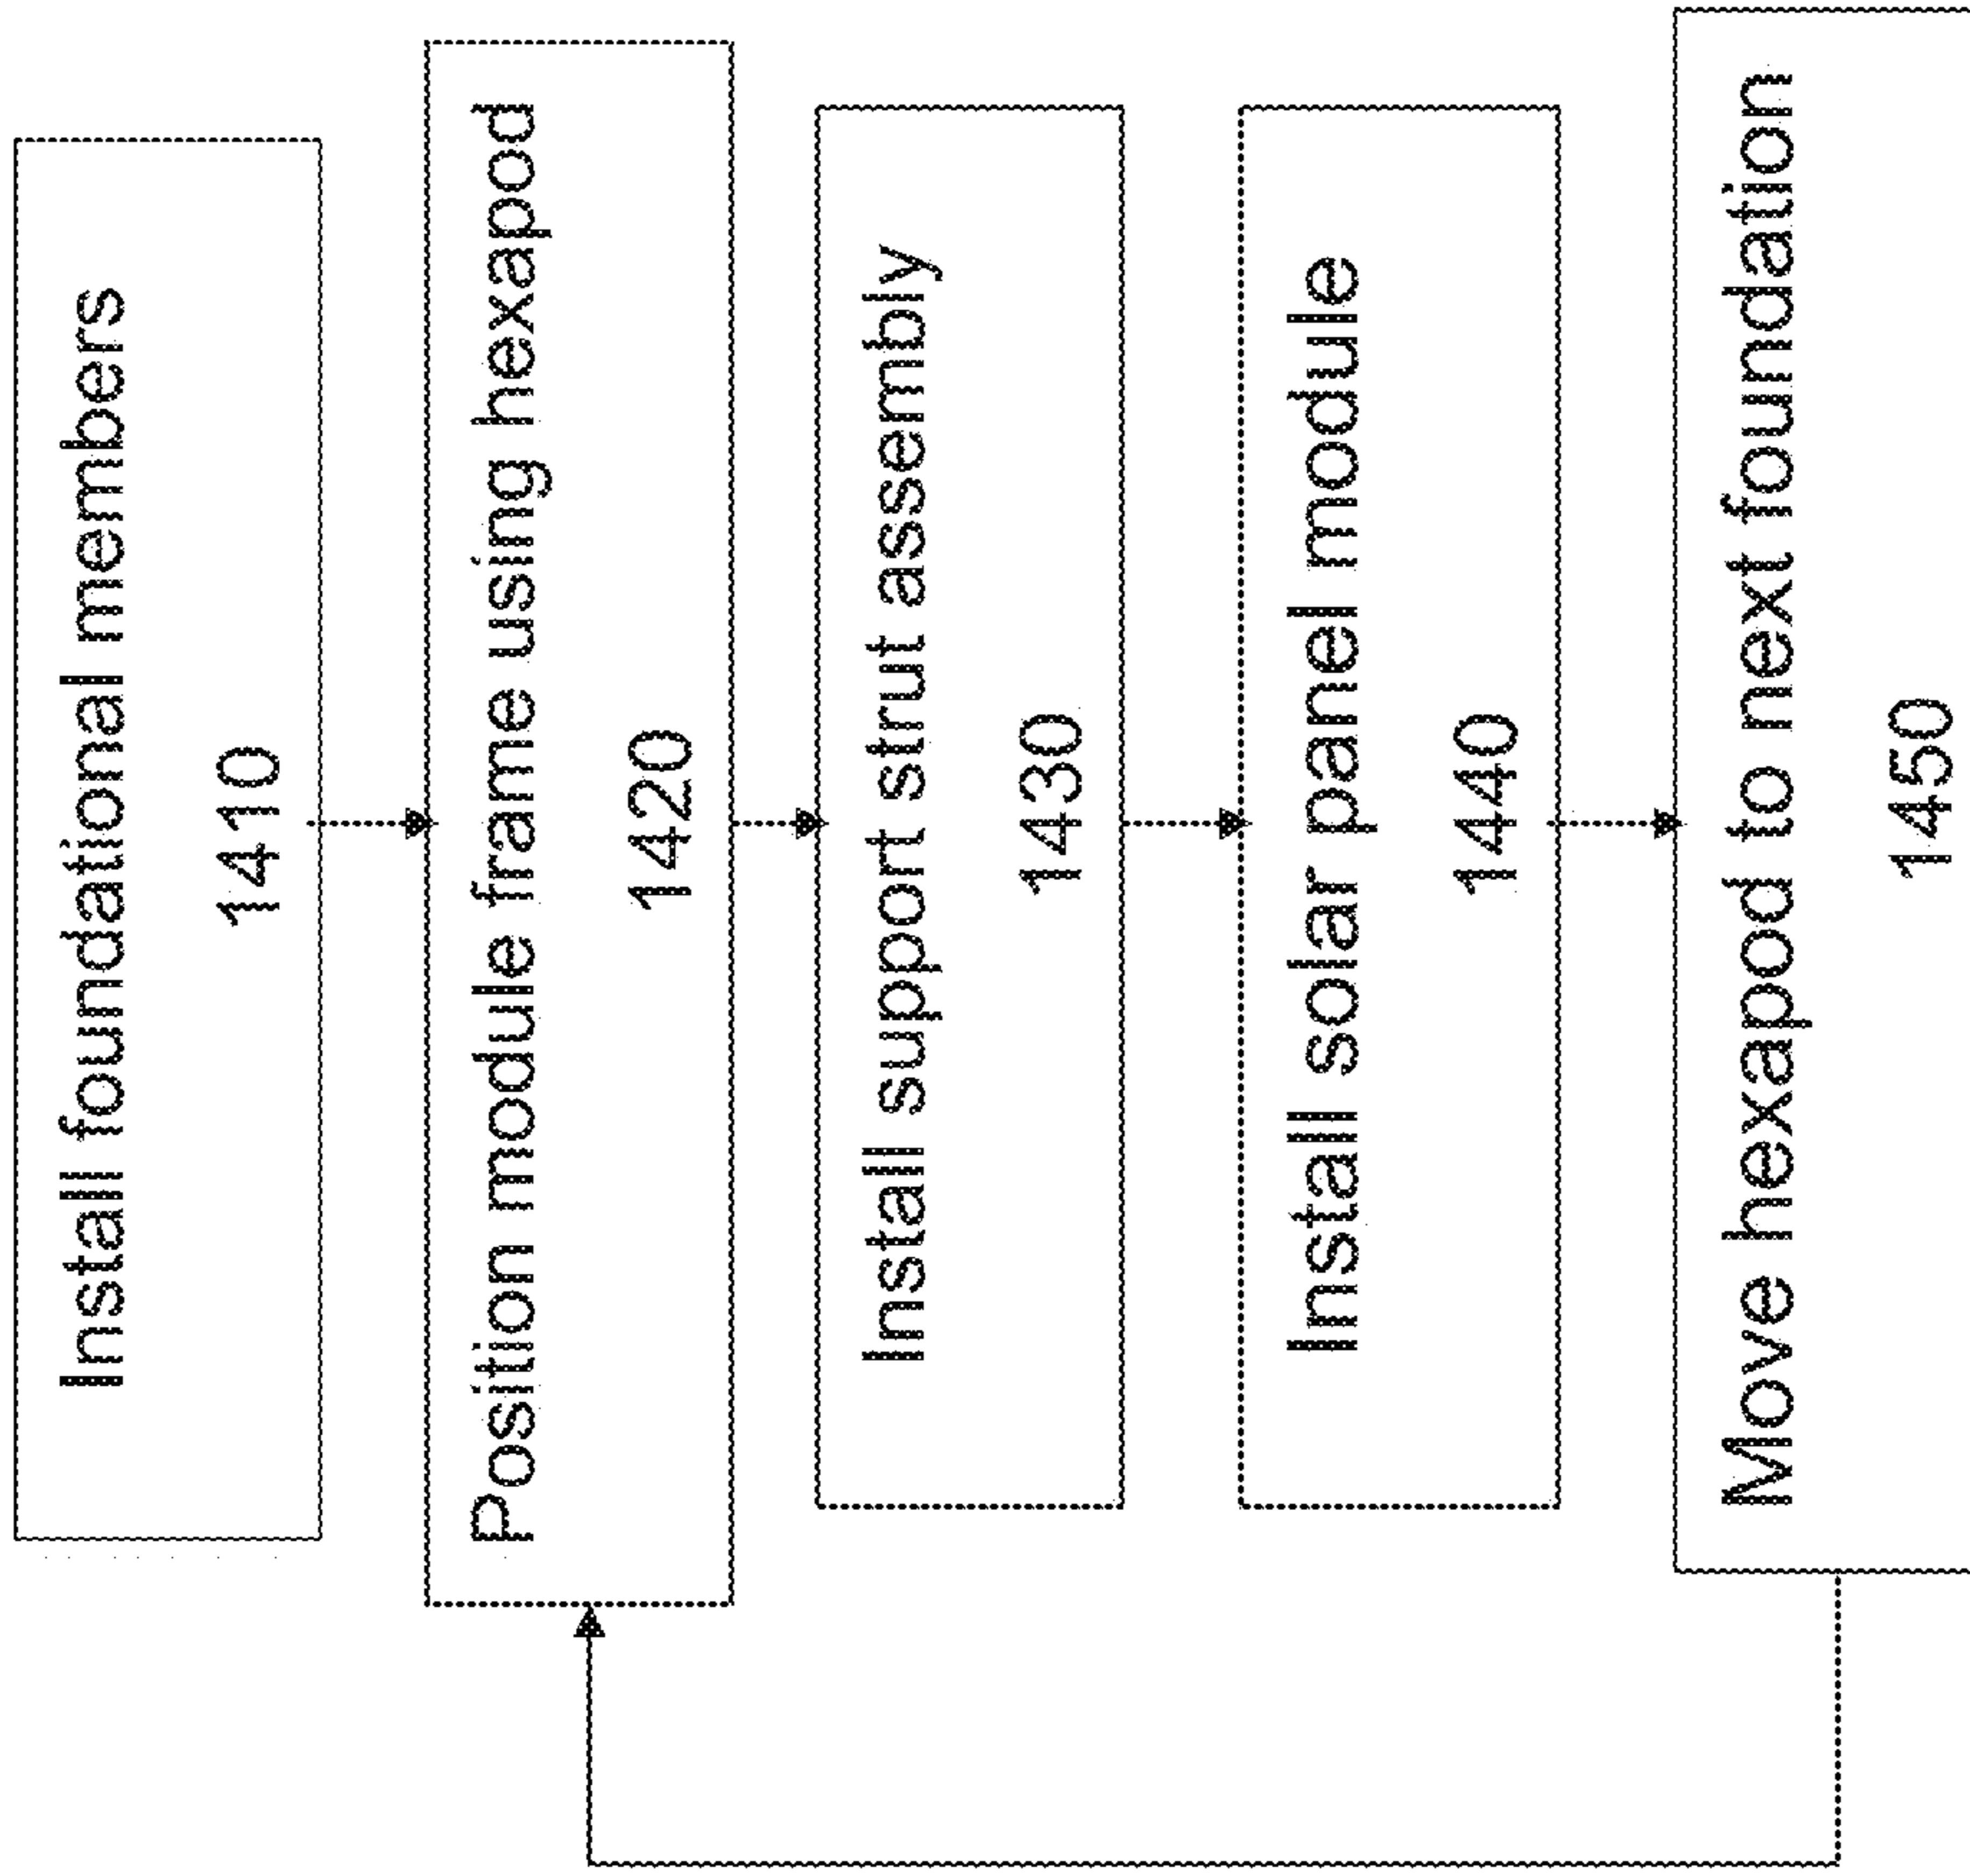 Install foundational members
1410
Position module frame using hexapod
1420
Install support strut assembly
1430
Install solar panel module
1440
Move hexapod to next foundation
1450